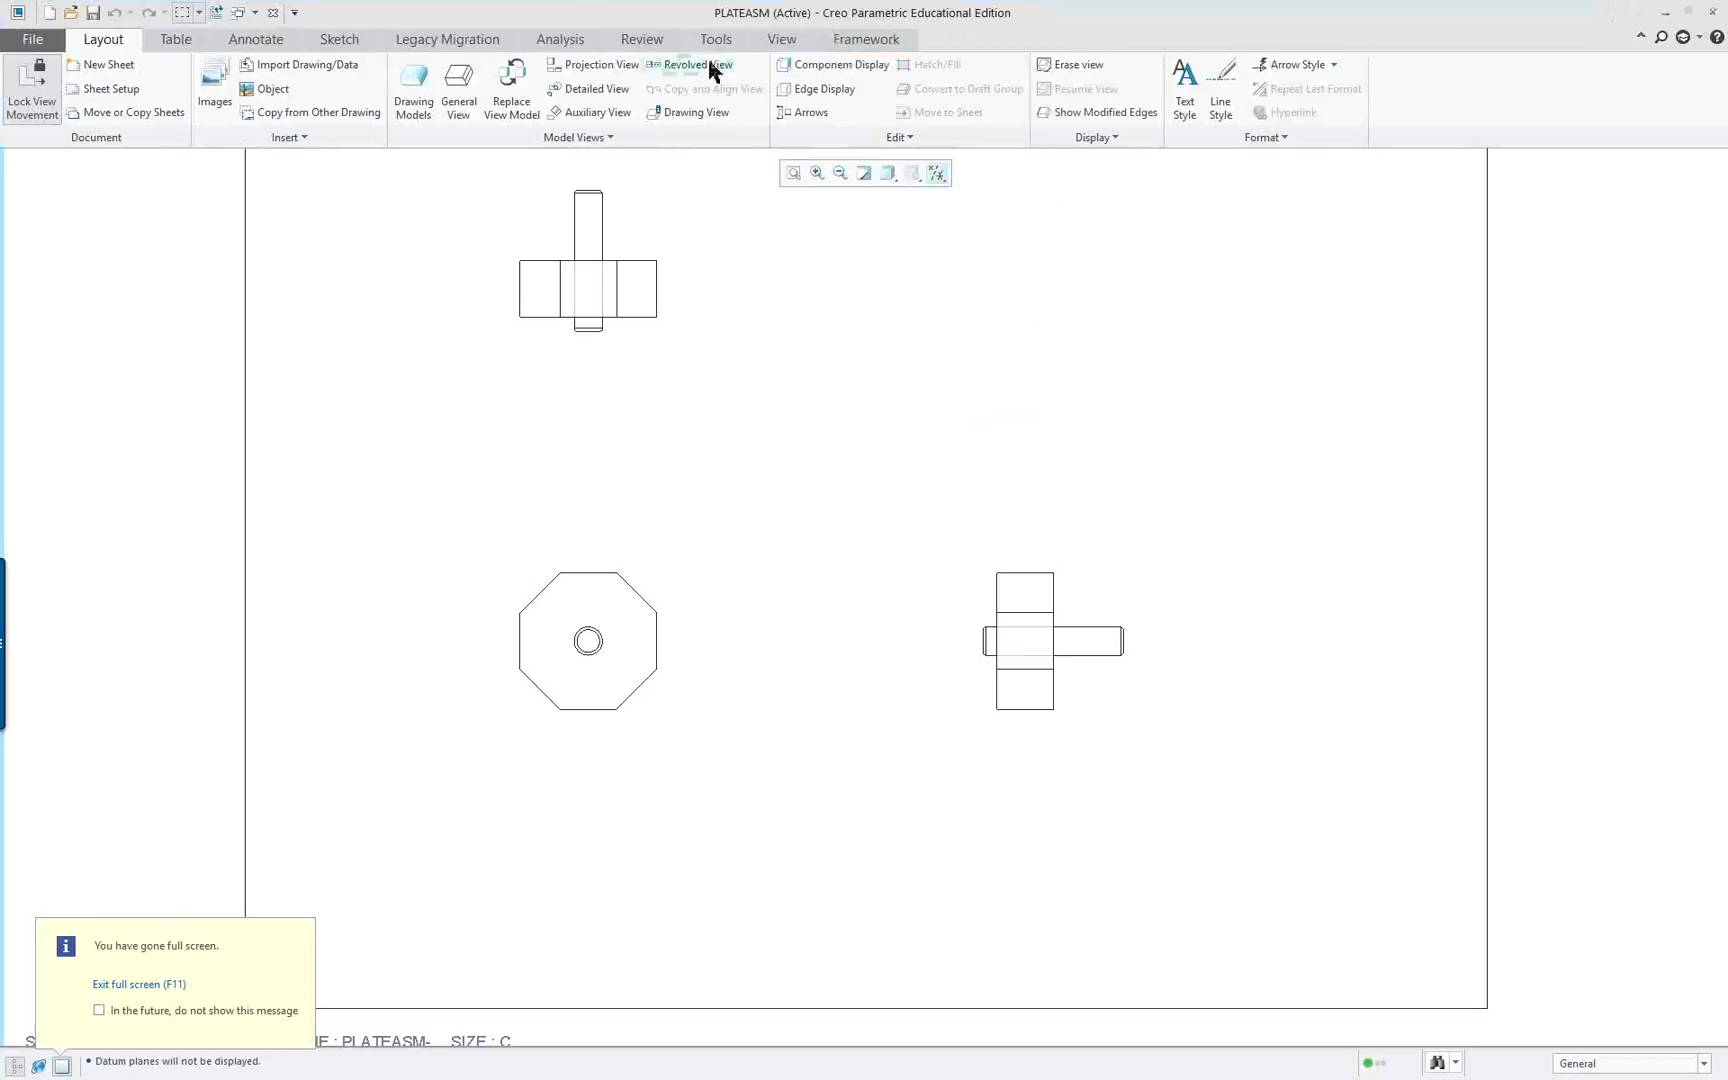 PLATEASM (Active) - Creo Parametric Educational Edition
File Layout Table Annotate Sketch Legacy Migration Analysis Review Tools View Framework
Lock View Movement
New Sheet
Sheet Setup
Move or Copy Sheets
Document
Images
Import Drawing/Data
Object
Copy from Other Drawing
Insert
Drawing Models
General View
Replace View Model
Projection View
Detailed View
Auxiliary View
Revolved View
Copy and Align View
Drawing View
Model Views
Component Display
Edge Display
Arrows
Hatch/Fill
Convert to Draft Group
Move to Sheet
Edit
Erase view
Resume View
Show Modified Edges
Display
Text Style
Line Style
Arrow Style
Repeat Last Format
Hyperlink
Format
You have gone full screen.
Exit full screen (F11)
In the future, do not show this message
: PLATEASM- SIZE : C
• Datum planes will not be displayed.
General